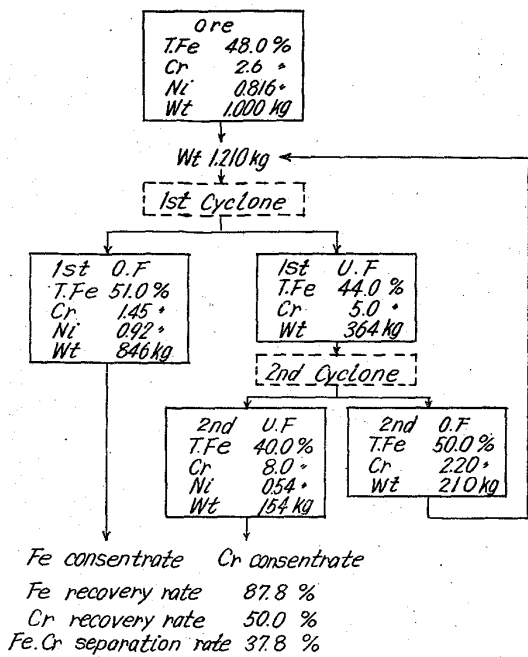 Ore
T.Fe 48.0 %
Cr 2.6 "
Ni 0.816 "
Wt 1.000 kg
Wt 1.210 kg
1st Cyclone
1st O.F
T.Fe 51.0 %
Cr 1.45 "
Ni 0.92 "
Wt 846 kg
1st U.F
T.Fe 44.0 %
Cr 5.0 "
Wt 364 kg
2nd Cyclone
2nd U.F
T.Fe 40.0 %
Cr 8.0 "
Ni 0.54 "
Wt 154 kg
2nd O.F
T.Fe 50.0 %
Cr 2.20 "
Wt 210 kg
Fe consentrate Cr consentrate
Fe recovery rate 87.8 %
Cr recovery rate 50.0 %
Fe.Cr separation rate 37.8 %